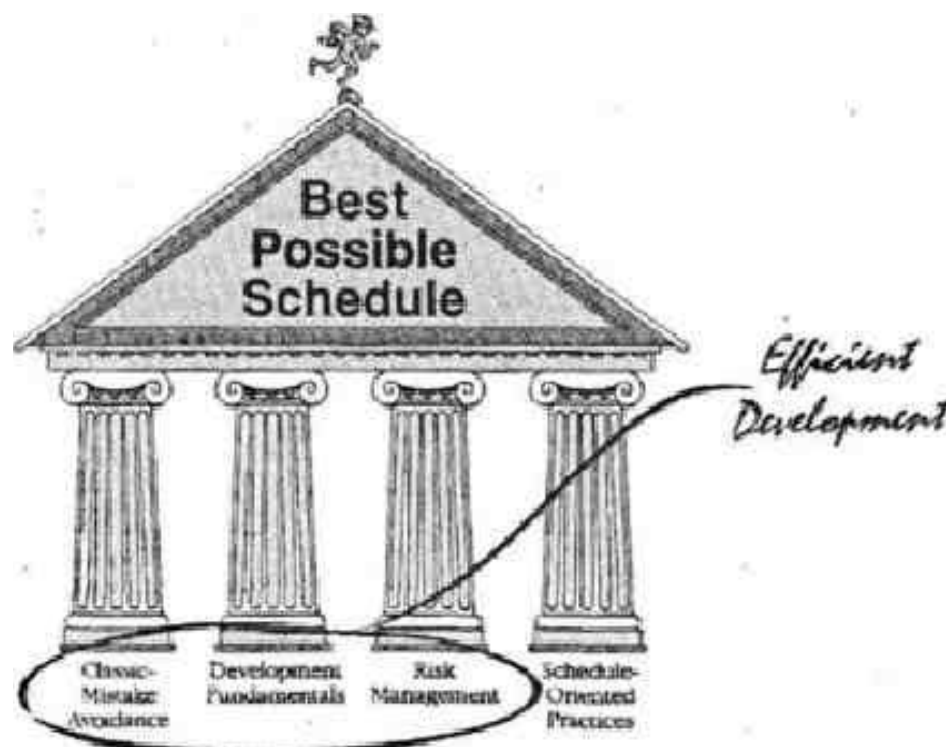 Best
Possible
Schedule
Efficient
Development
Classic-
Mistake
Avoidance
Development
Fundamentals
Risk
Management
Schedule-
Oriented
Practices